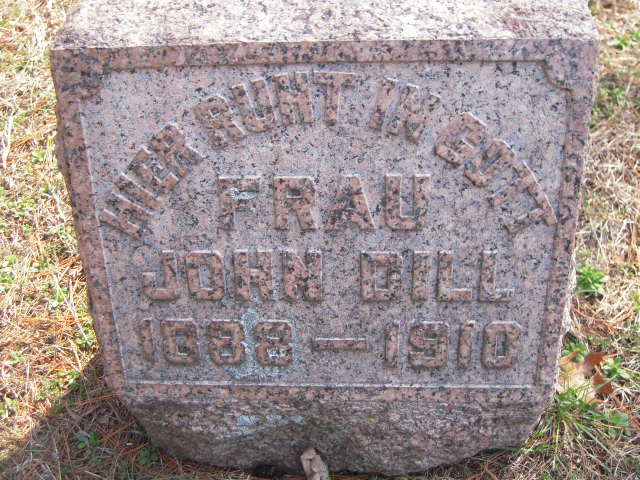 HIER RUHT IN GOTT
FRAU
JOHN DILL
1838 — 1910